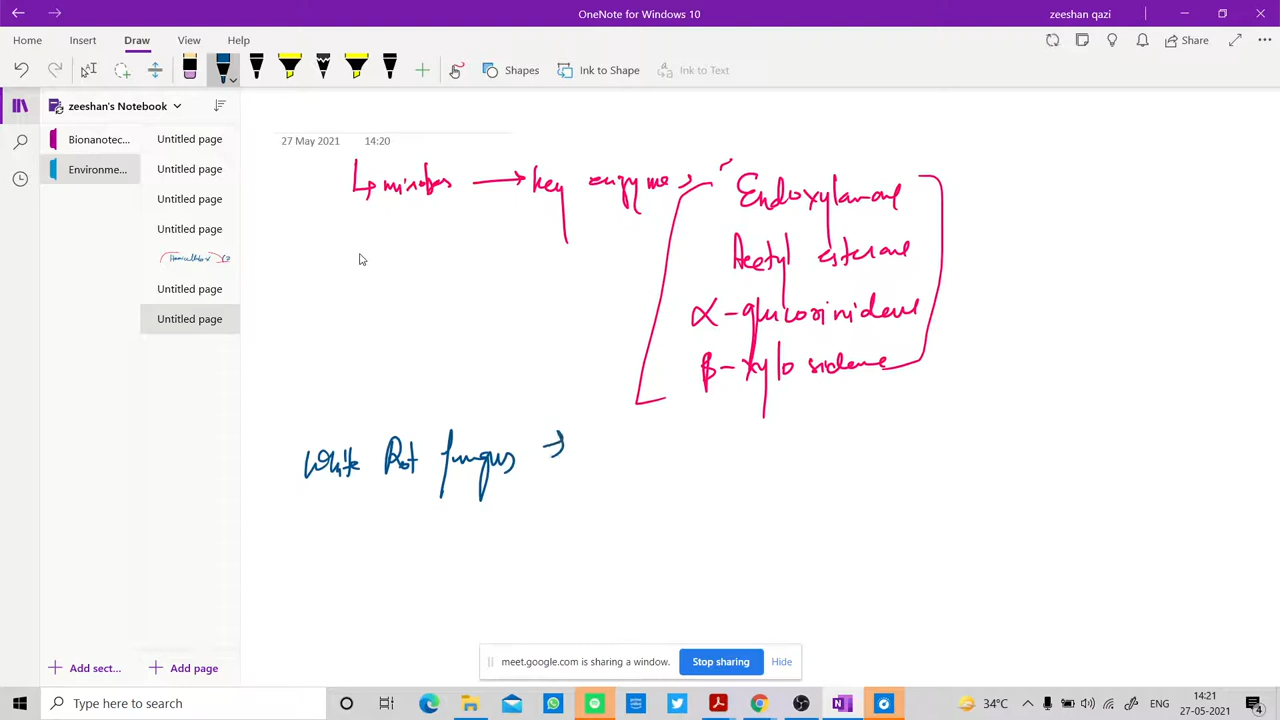 OneNote for Windows 10
zeeshan qazi
Home Insert Draw View Help
Share
Shapes
Ink to Shape
Ink to Text
zeeshan's Notebook
Bionanotec...
Environme...
Untitled page
Untitled page
Untitled page
Untitled page
Untitled page
Untitled page
27 May 2021 14:20
key enzyme
Endoxylanase
Acetyl esterase
α-glucorinidase
β-xylo sidase
White Rot fungus →
Add sect...
Add page
meet.google.com is sharing a window.
Stop sharing
Hide
Type here to search
34°C
ENG
14:21
27-05-2021
4